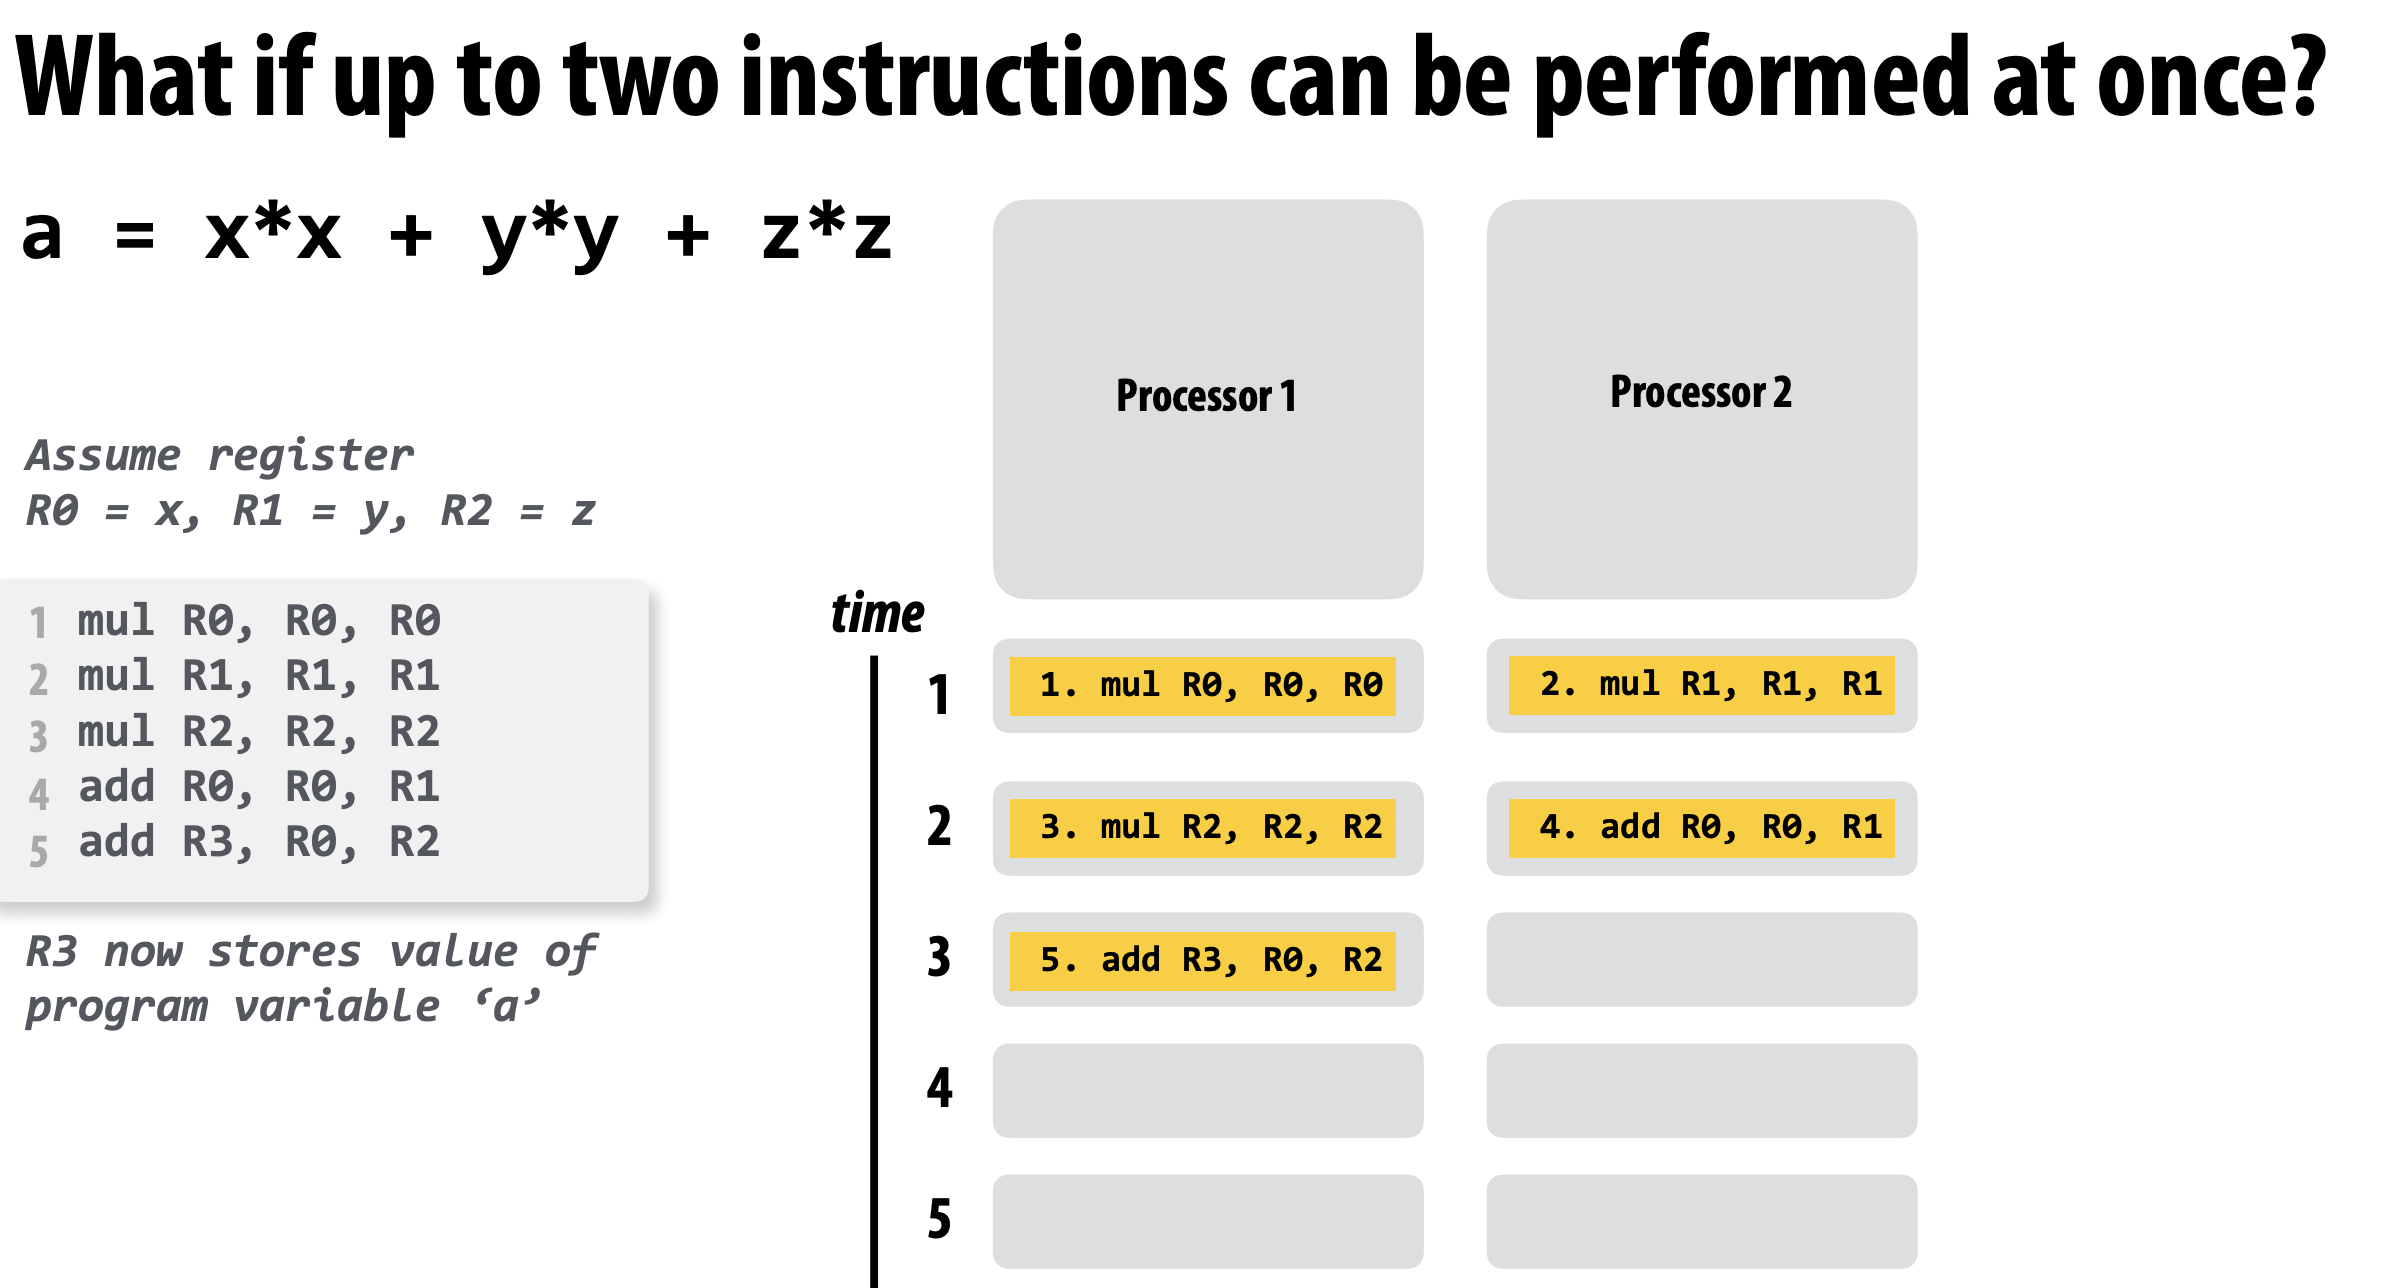 What if up to two instructions can be performed at once?
a = x*x + y*y + z*z
Assume register
R0 = x, R1 = y, R2 = z
1 mul R0, R0, R0
2 mul R1, R1, R1
3 mul R2, R2, R2
4 add R0, R0, R1
5 add R3, R0, R2
R3 now stores value of
program variable ‘a’
Processor 1
Processor 2
time
1
1. mul R0, R0, R0
2. mul R1, R1, R1
2
3. mul R2, R2, R2
4. add R0, R0, R1
3
5. add R3, R0, R2
4
5